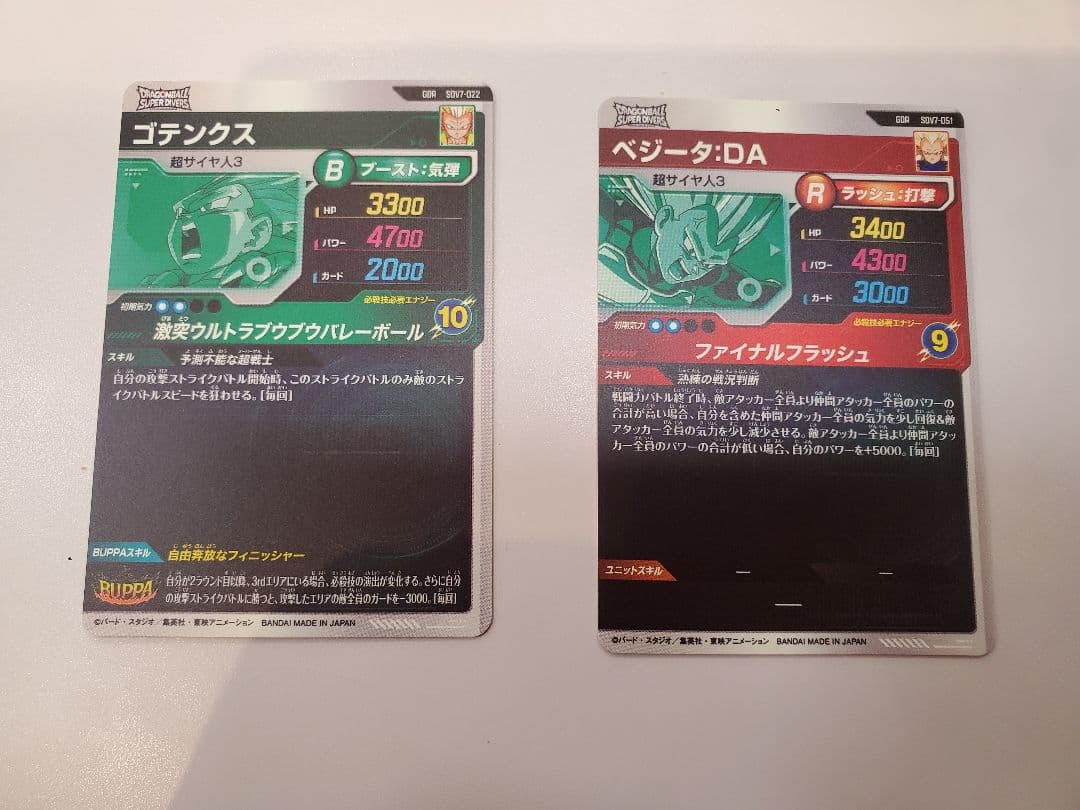 DRAGONBALL
SUPER DIVERS
GDR SDV7-022
ゴテンクス
超サイヤ人3
B ブースト:気弾
HP 3300
パワー 4700
ガード 2000
初期気力
必殺技必要エナジー
10
激突ウルトラブウブウバレーボール
スキル 予測不能な超戦士
自分の攻撃ストライクバトル開始時、このストライクバトルのみ敵のストラ
イクバトルスピードを狂わせる。[毎回]
BUPPAスキル 自由奔放なフィニッシャー
BUPPA
自分が2ラウンド目以降、3rdエリアにいる場合、必殺技の演出が変化する。さらに自分
の攻撃ストライクバトルに勝つと、攻撃したエリアの敵全員のガードを-3000。[毎回]
©バード・スタジオ/集英社・東映アニメーション BANDAI MADE IN JAPAN
DRAGONBALL
SUPER DIVERS
GDR SDV7-051
ベジータ:DA
超サイヤ人3
R ラッシュ:打撃
HP 3400
パワー 4300
ガード 3000
初期気力
必殺技必要エナジー
9
ファイナルフラッシュ
スキル 熟練の戦況判断
戦闘力バトル終了時、敵アタッカー全員より仲間アタッカー全員のパワーの
合計が高い場合、自分を含めた仲間アタッカー全員の気力を少し回復&敵
アタッカー全員の気力を少し減少させる。敵アタッカー全員より仲間アタッ
カー全員のパワーの合計が低い場合、自分のパワーを+5000。[毎回]
ユニットスキル — —
—
©バード・スタジオ/集英社・東映アニメーション BANDAI MADE IN JAPAN